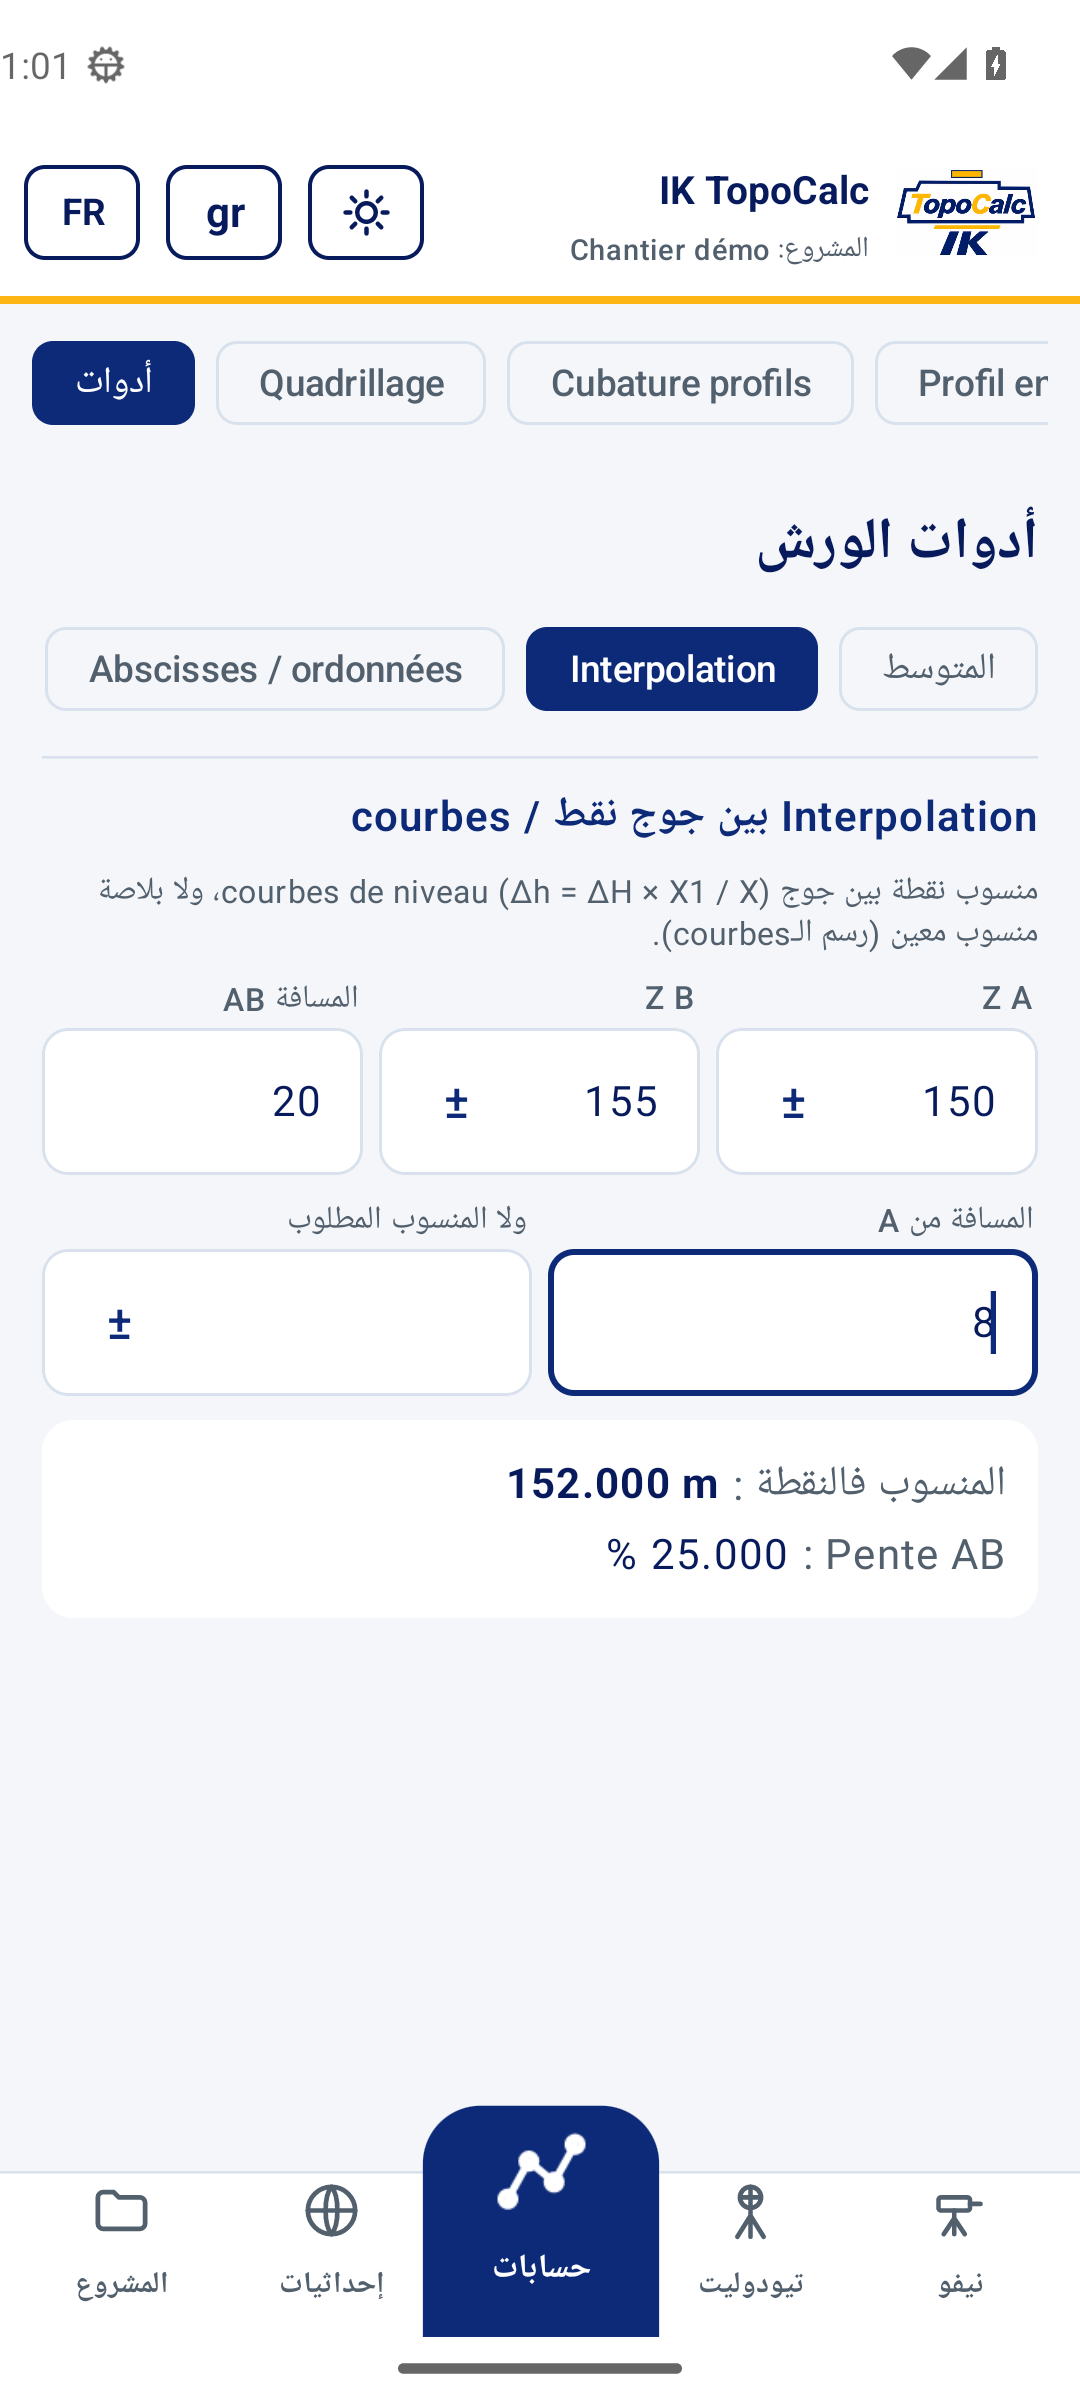 1:01
FR
gr
IK TopoCalc
المشروع: Chantier démo
TopoCalc
IK
أدوات
Quadrillage
Cubature profils
Profil en
أدوات الورش
المتوسط
Interpolation
Abscisses / ordonnées
Interpolation بين جوج نقط / courbes
منسوب نقطة بين جوج courbes de niveau (Δh = ΔH × X1 / X)، ولا بلاصة
منسوب معين (رسم الـcourbes).
Z A
Z B
المسافة AB
150 ±
155 ±
20
المسافة من A
ولا المنسوب المطلوب
8
±
المنسوب فالنقطة : 152.000 m
Pente AB : 25.000 %
نيفو
تيودوليت
حسابات
إحداثيات
المشروع